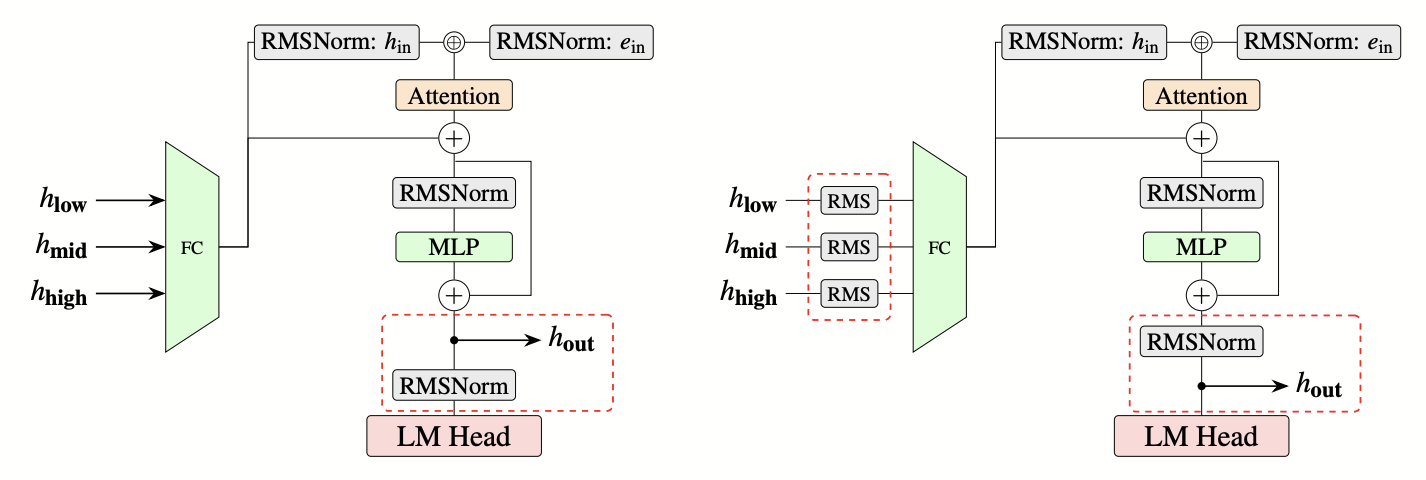 RMSNorm: h_in ⊕ RMSNorm: e_in
Attention
+
h_low
RMSNorm
h_mid
FC
MLP
h_high
+
h_out
RMSNorm
LM Head
RMSNorm: h_in ⊕ RMSNorm: e_in
Attention
+
h_low
RMS
RMSNorm
h_mid
RMS
FC
MLP
h_high
RMS
+
RMSNorm
h_out
LM Head